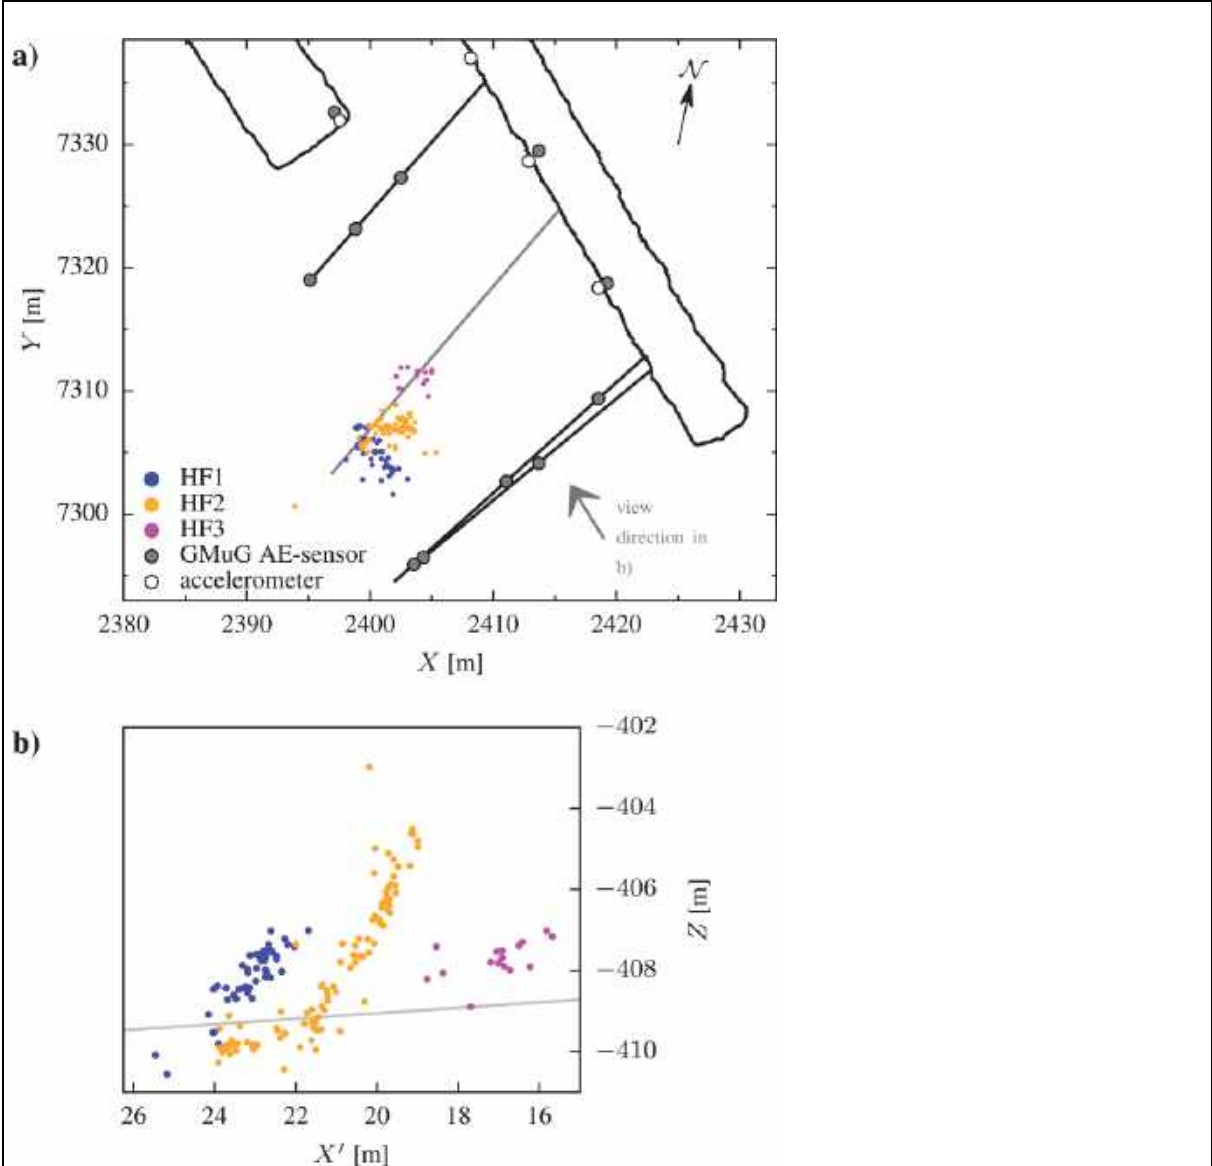 a)
𝒩
7330
7320
Y [m]
7310
HF1
HF2
7300
HF3
GMuG AE-sensor
accelerometer
view
direction in
b)
2380 2390 2400 2410 2420 2430
X [m]
b)
−402
−404
−406
Z [m]
−408
−410
26 24 22 20 18 16
X′ [m]